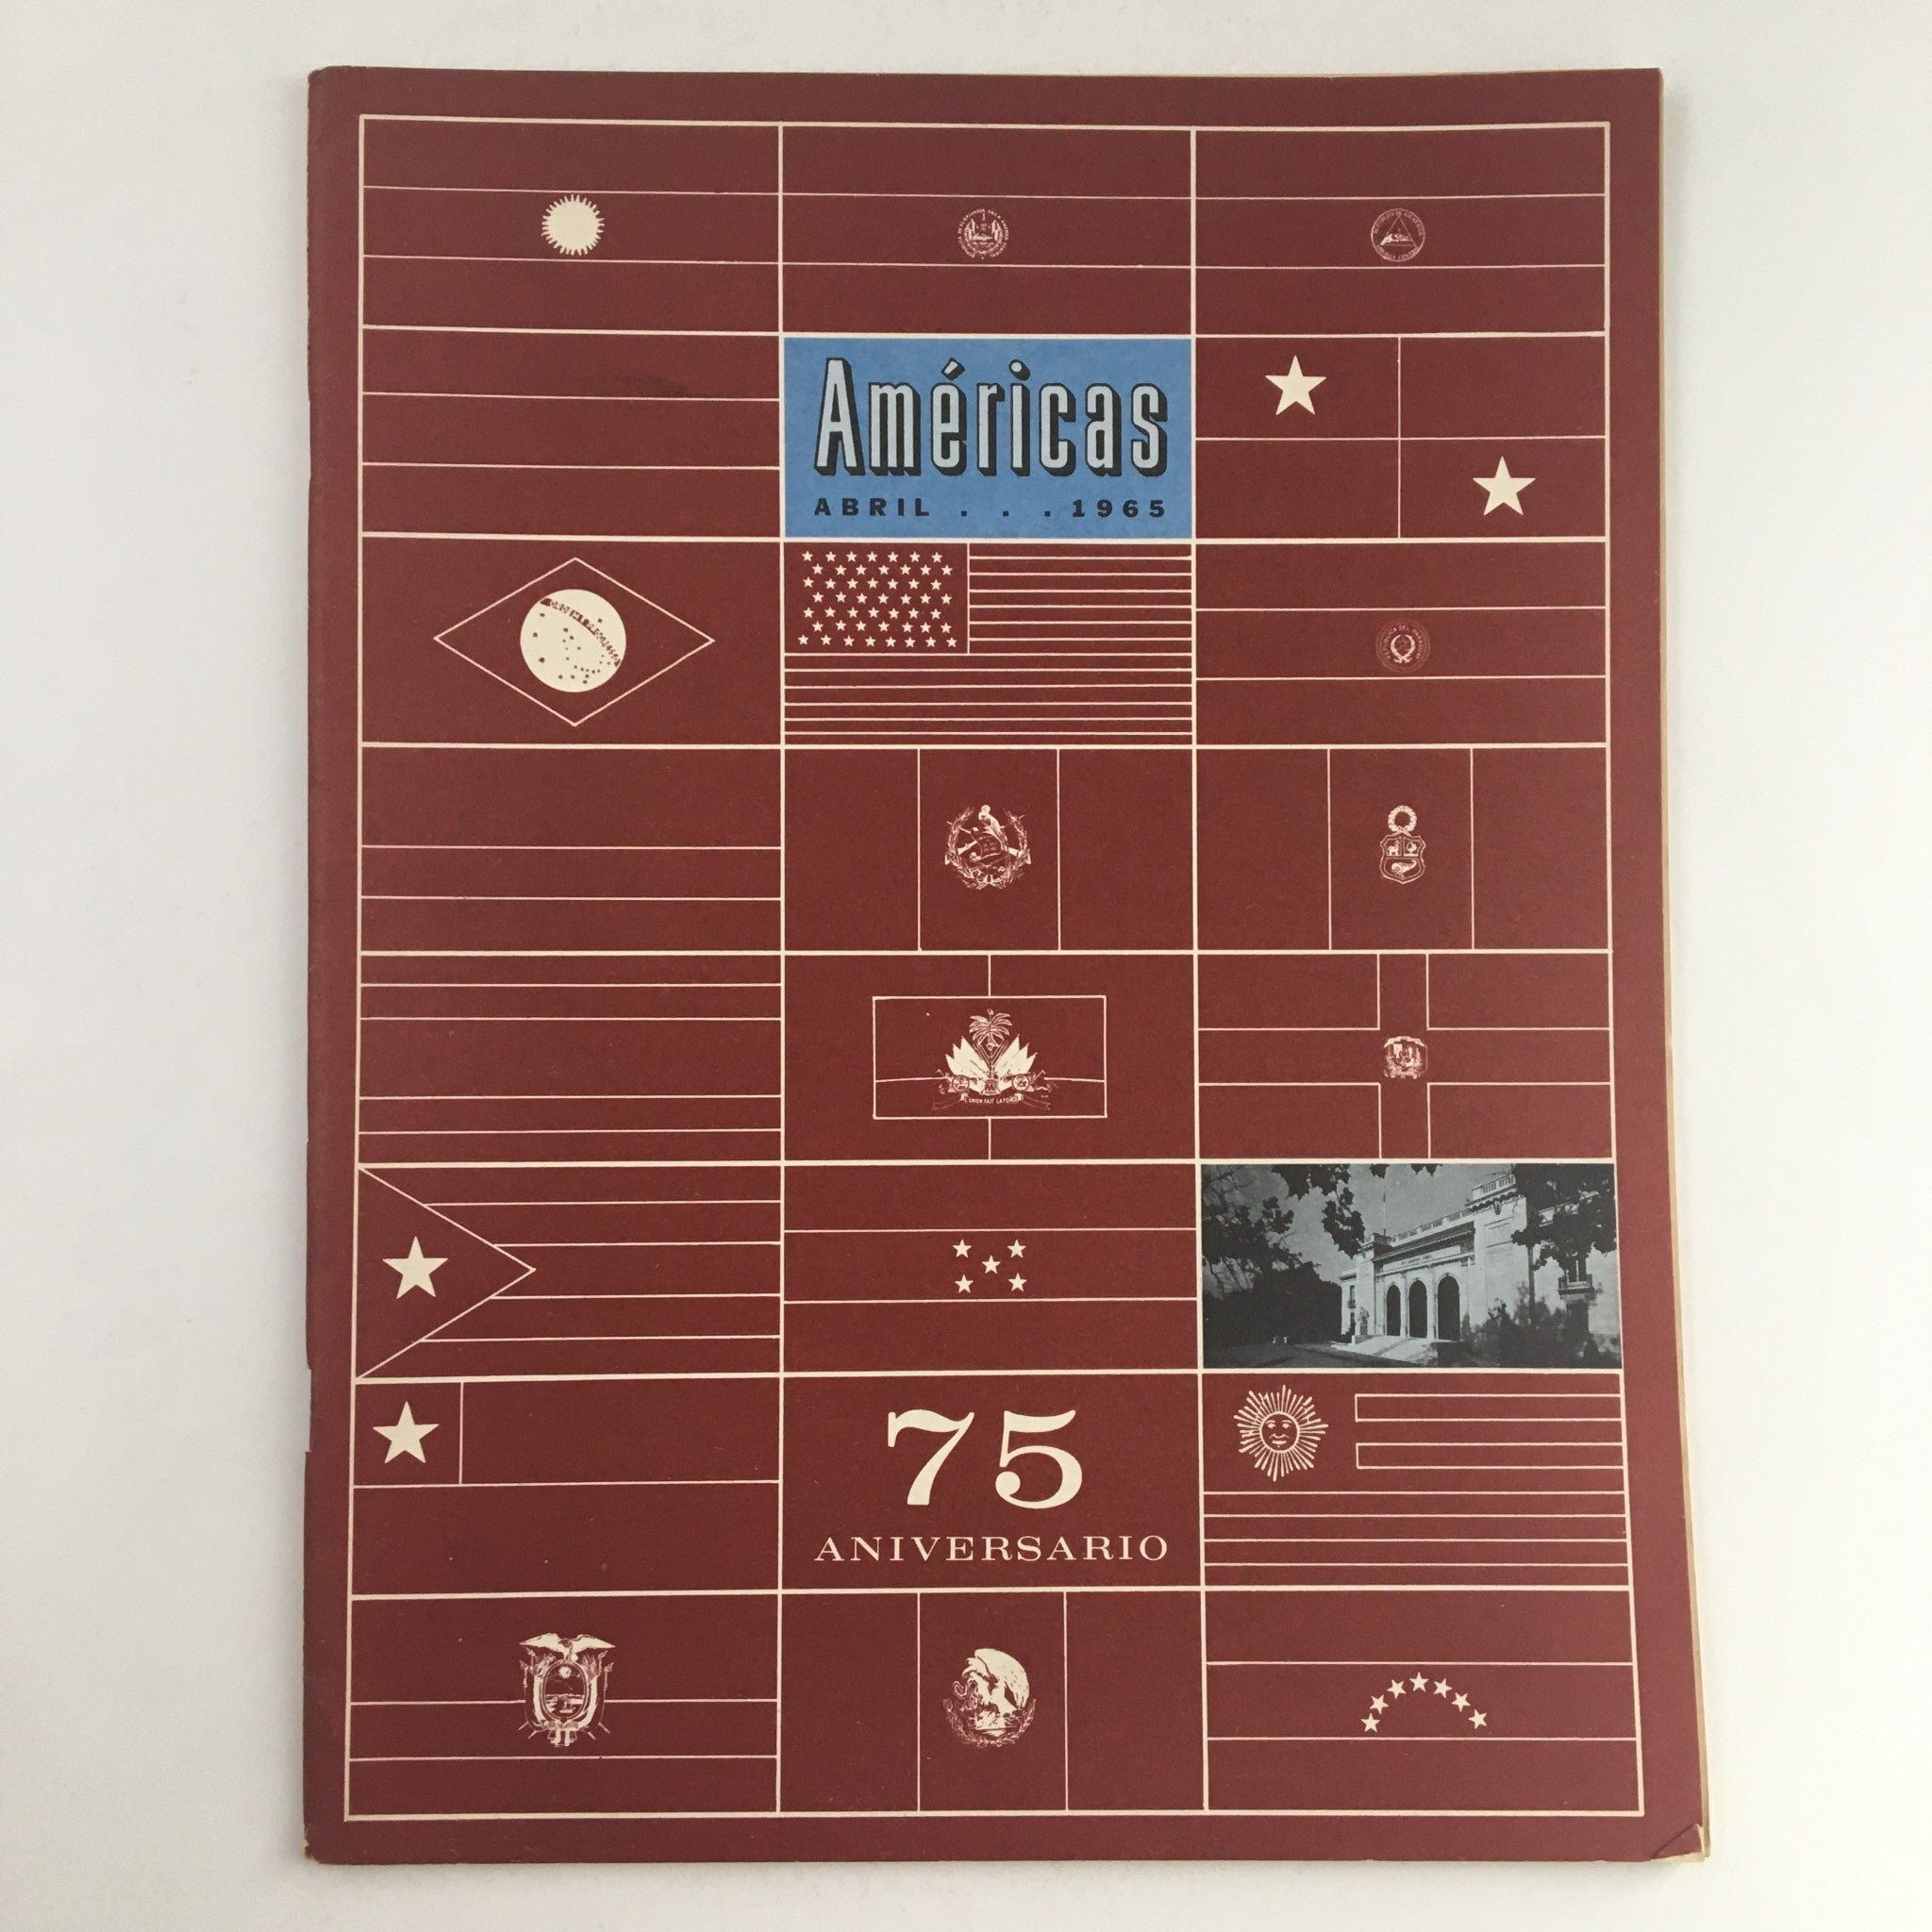 Américas
ABRIL . . . 1965
75
ANIVERSARIO